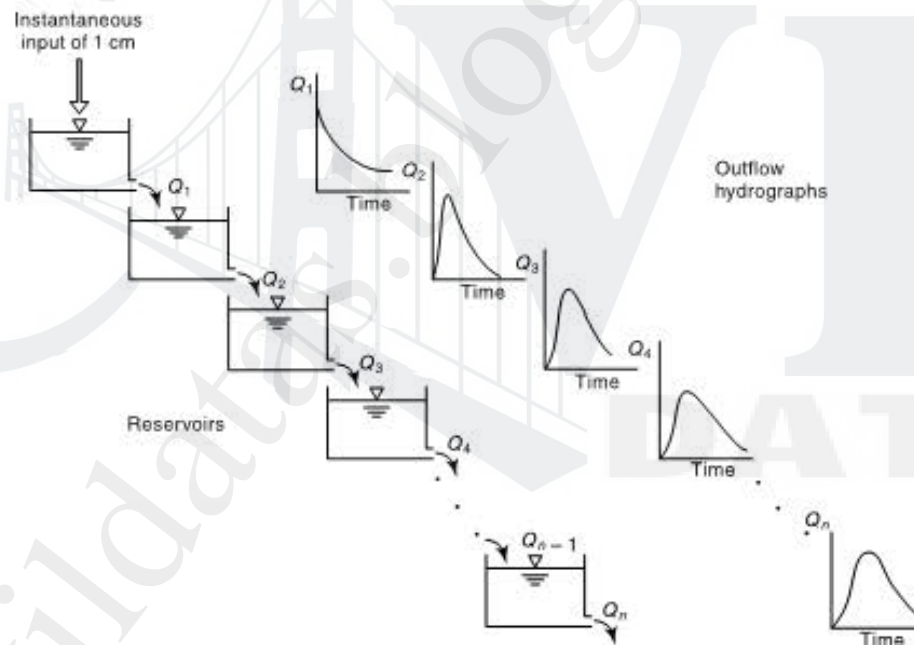 Instantaneous
input of 1 cm
Q1
Time
Q2
Time
Q3
Time
Q4
Time
Qn
Time
Outflow
hydrographs
Q1
Q2
Q3
Q4
Qn – 1
Qn
Reservoirs
DAT